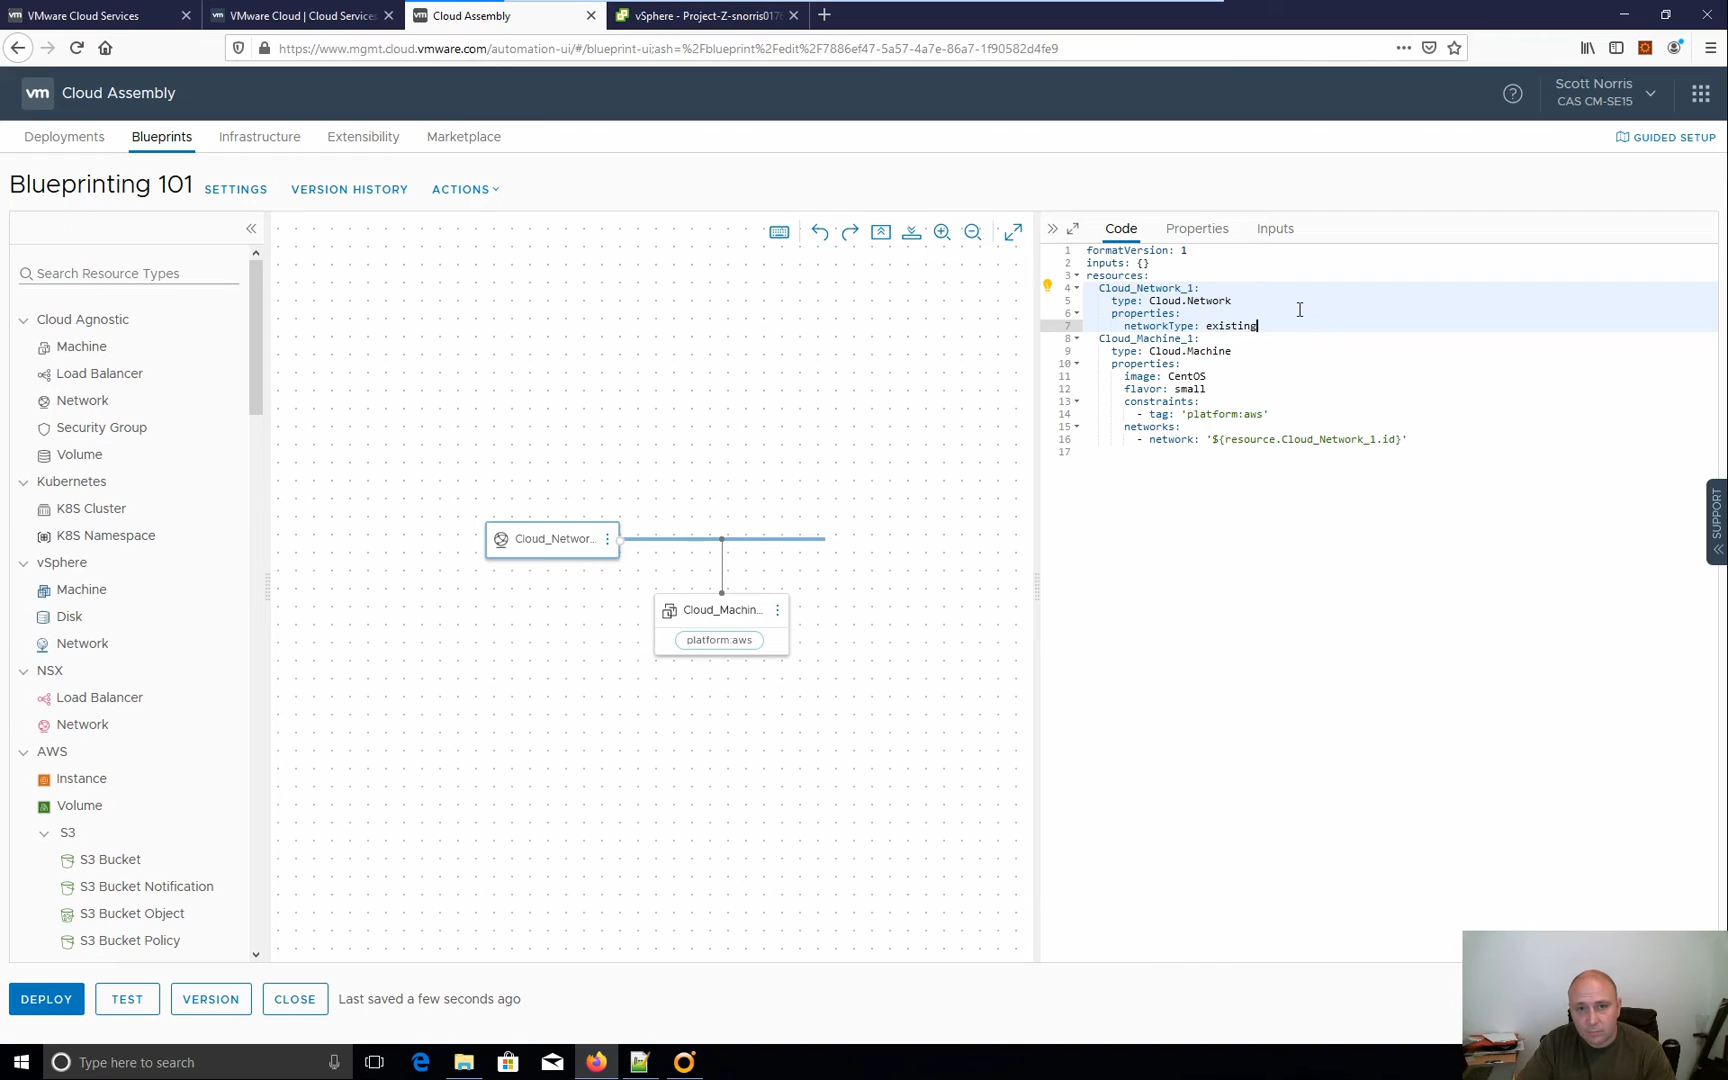 VMware Cloud Services
VMware Cloud | Cloud Services
Cloud Assembly
vSphere - Project-Z-snorris017
https://www.mgmt.cloud.vmware.com/automation-ui/#/blueprint-ui;ash=%2Fblueprint%2Fedit%2F7886ef47-5a57-4a7e-86a7-1f90582d4fe9
vm Cloud Assembly
Scott Norris
CAS CM-SE15
Deployments Blueprints Infrastructure Extensibility Marketplace
GUIDED SETUP
Blueprinting 101 SETTINGS VERSION HISTORY ACTIONS
Search Resource Types
Cloud Agnostic
Machine
Load Balancer
Network
Security Group
Volume
Kubernetes
K8S Cluster
K8S Namespace
vSphere
Machine
Disk
Network
NSX
Load Balancer
Network
AWS
Instance
Volume
S3
S3 Bucket
S3 Bucket Notification
S3 Bucket Object
S3 Bucket Policy
Cloud_Networ...
Cloud_Machin...
platform:aws
Code Properties Inputs
1 formatVersion: 1
2 inputs: {}
3 resources:
4 Cloud_Network_1:
5 type: Cloud.Network
6 properties:
7 networkType: existing
8 Cloud_Machine_1:
9 type: Cloud.Machine
10 properties:
11 image: CentOS
12 flavor: small
13 constraints:
14 - tag: 'platform:aws'
15 networks:
16 - network: '${resource.Cloud_Network_1.id}'
17
SUPPORT
DEPLOY TEST VERSION CLOSE Last saved a few seconds ago
Type here to search